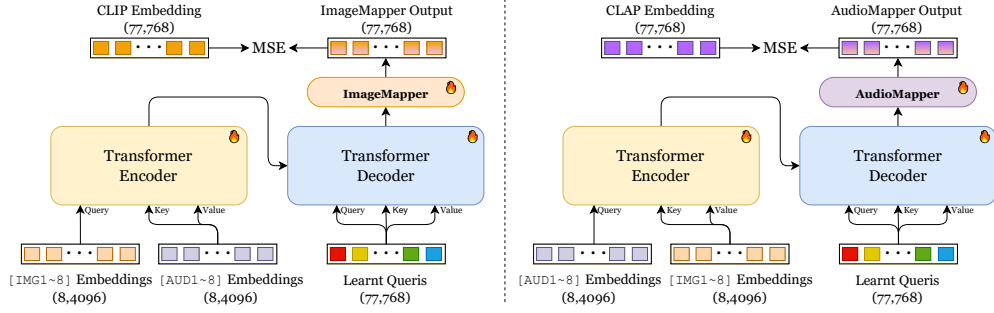 CLIP Embedding
(77,768)
MSE
ImageMapper Output
(77,768)
ImageMapper
Transformer
Encoder
Transformer
Decoder
Query
Key
Value
Query
Key
Value
[IMG1~8] Embeddings
(8,4096)
[AUD1~8] Embeddings
(8,4096)
Learnt Queris
(77,768)
CLAP Embedding
(77,768)
MSE
AudioMapper Output
(77,768)
AudioMapper
Transformer
Encoder
Transformer
Decoder
Query
Key
Value
Query
Key
Value
[AUD1~8] Embeddings
(8,4096)
[IMG1~8] Embeddings
(8,4096)
Learnt Queris
(77,768)